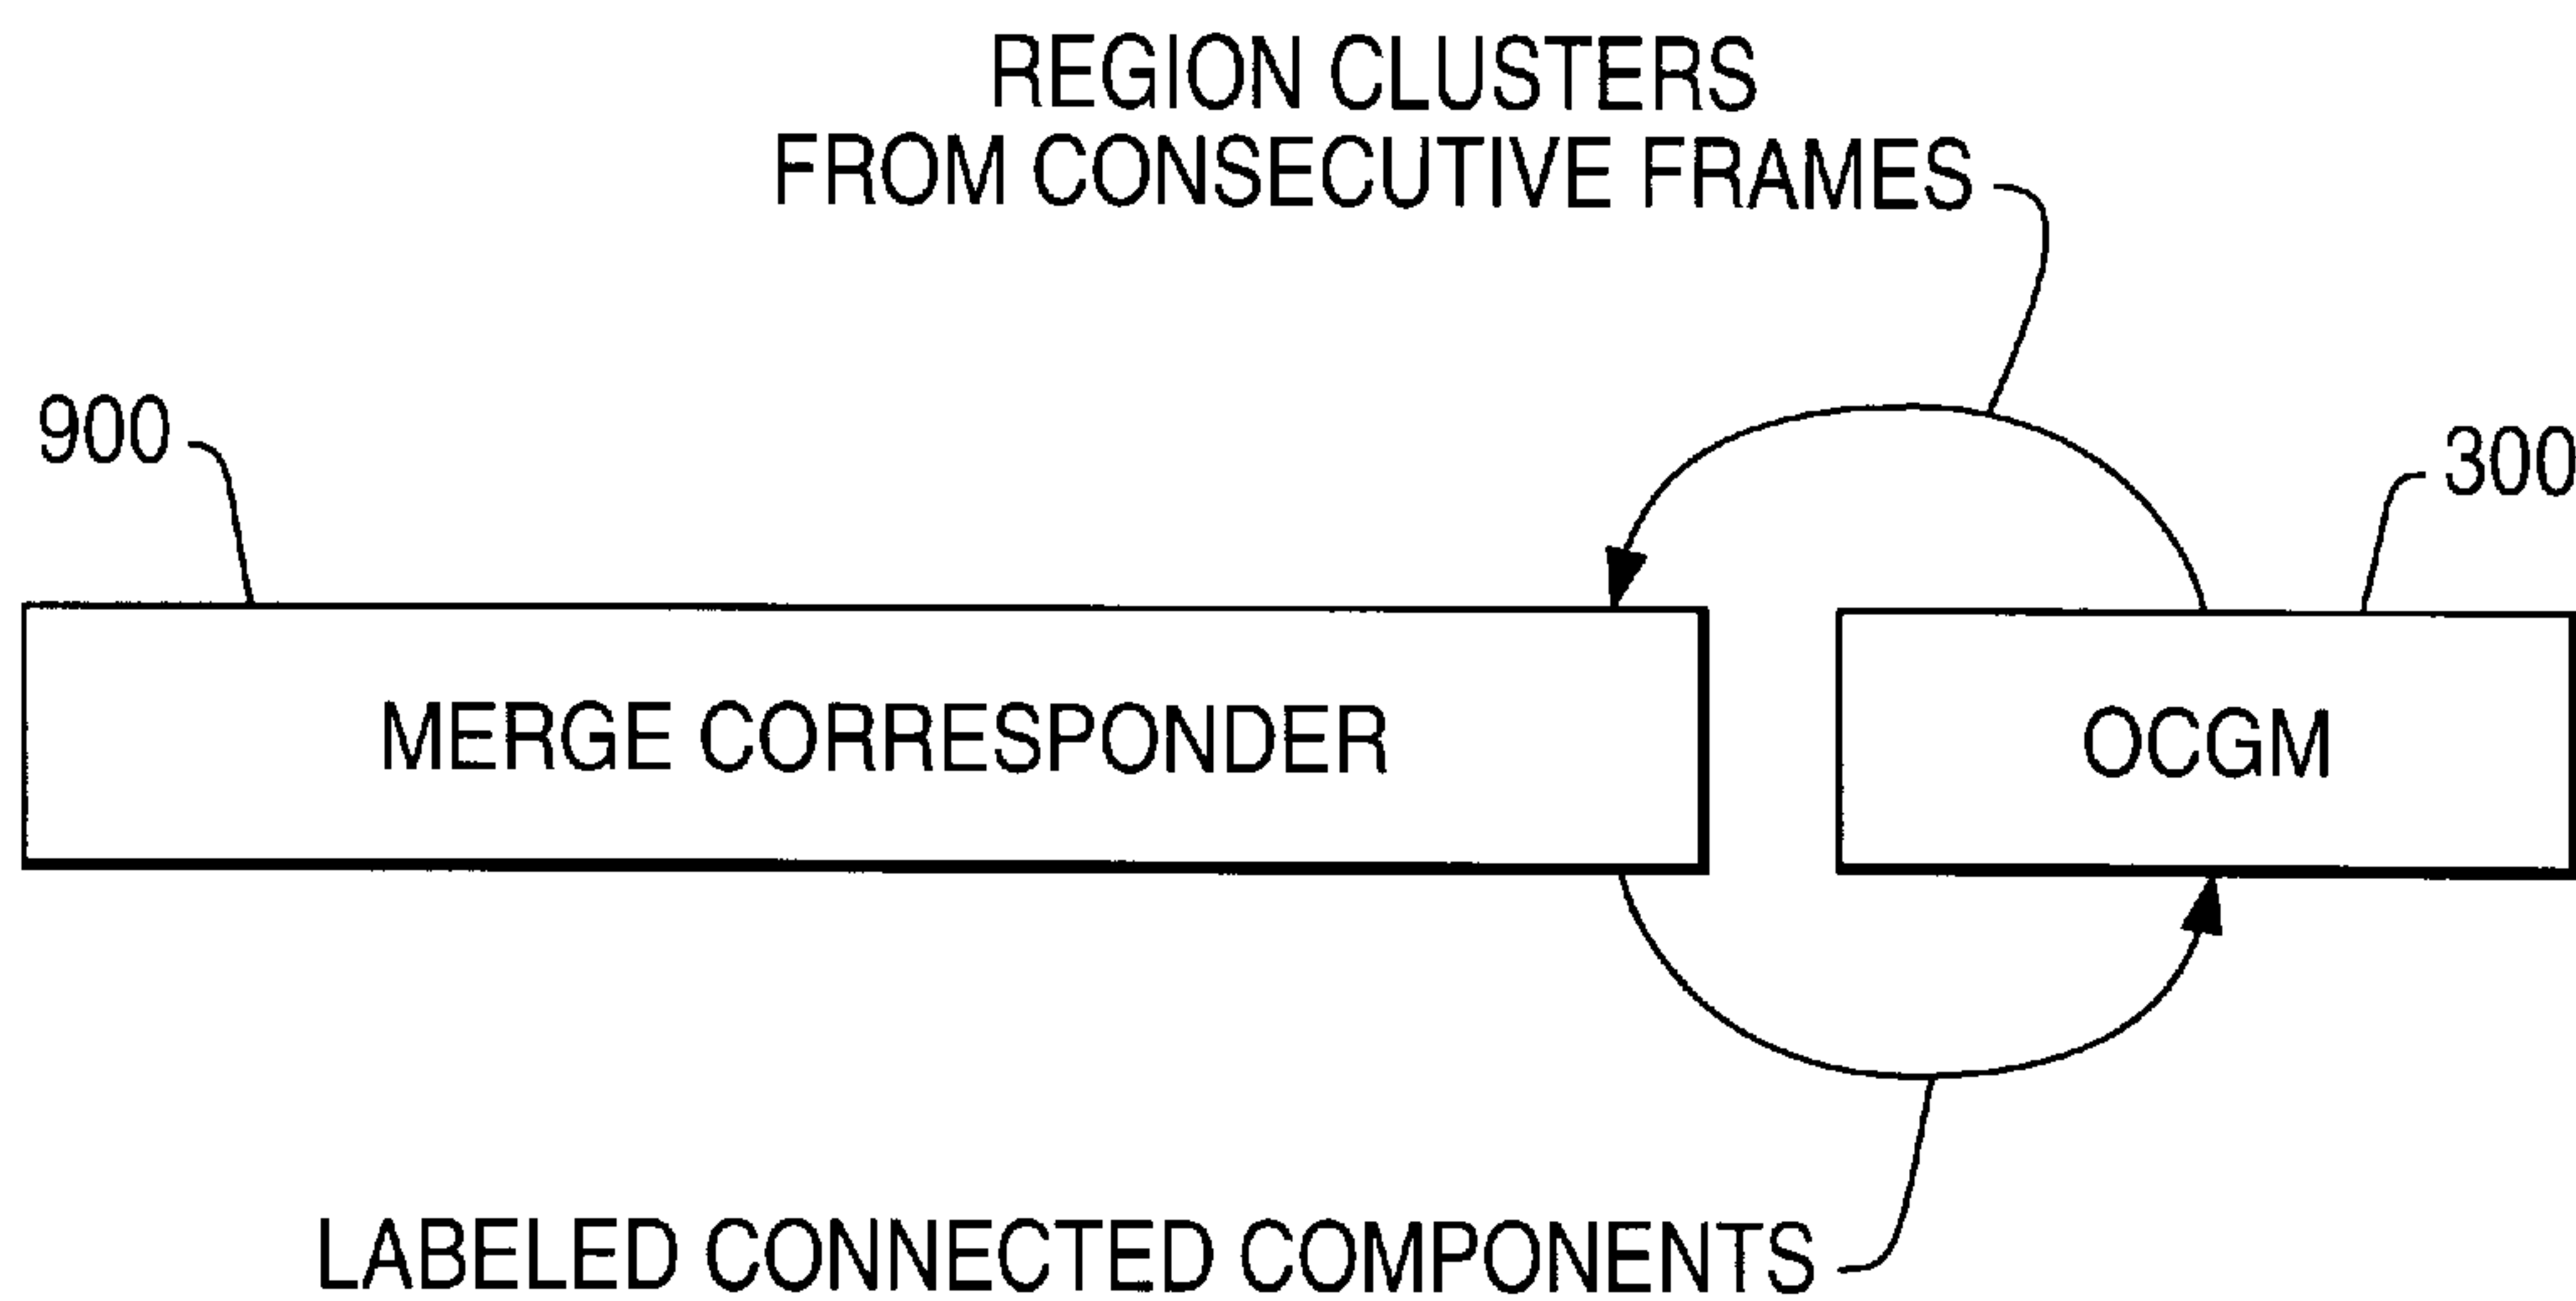 REGION CLUSTERS
FROM CONSECUTIVE FRAMES
900
300
MERGE CORRESPONDER
OCGM
LABELED CONNECTED COMPONENTS